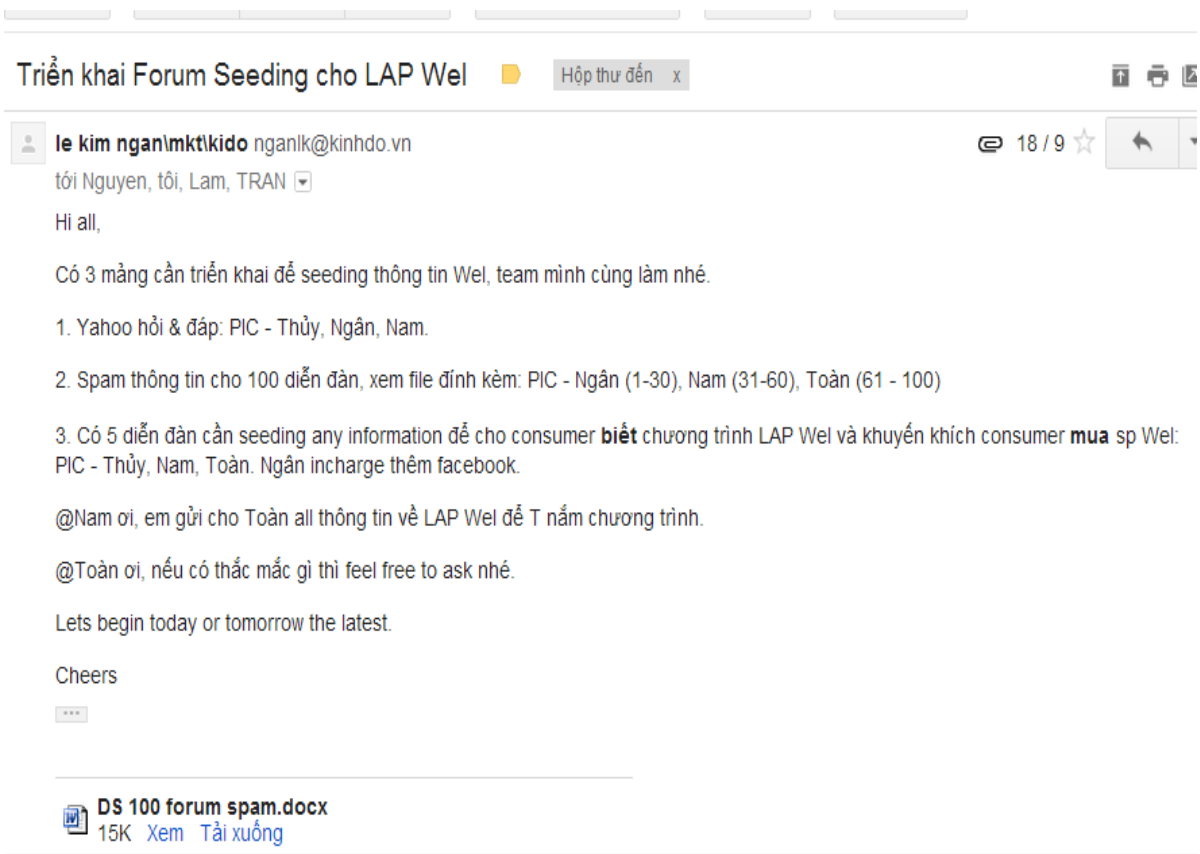 Triển khai Forum Seeding cho LAP Wel Hộp thư đến x
le kim ngan\mkt\kido nganlk@kinhdo.vn 18 / 9
tới Nguyen, tôi, Lam, TRAN
Hi all,
Có 3 mảng cần triển khai để seeding thông tin Wel, team mình cùng làm nhé.
1. Yahoo hỏi & đáp: PIC - Thủy, Ngân, Nam.
2. Spam thông tin cho 100 diễn đàn, xem file đính kèm: PIC - Ngân (1-30), Nam (31-60), Toàn (61 - 100)
3. Có 5 diễn đàn cần seeding any information để cho consumer biết chương trình LAP Wel và khuyến khích consumer mua sp Wel:
PIC - Thủy, Nam, Toàn. Ngân incharge thêm facebook.
@Nam ơi, em gửi cho Toàn all thông tin về LAP Wel để T nắm chương trình.
@Toàn ơi, nếu có thắc mắc gì thì feel free to ask nhé.
Lets begin today or tomorrow the latest.
Cheers
DS 100 forum spam.docx
15K Xem Tải xuống